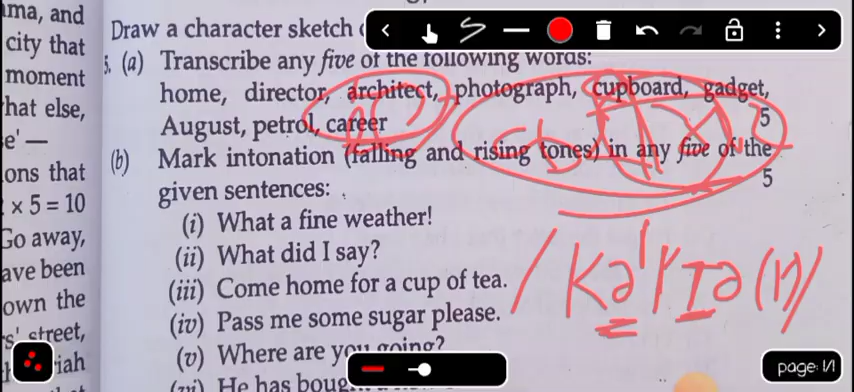 ma, and
city that
moment
hat else,
e' —
ons that
x 5 = 10
Go away,
ave been
own the
s' street,
iah
Draw a character sketch
5. (a) Transcribe any five of the following words:
home, director, architect, photograph, cupboard, gadget,
August, petrol, career
5
(b) Mark intonation (falling and rising tones) in any five of the
given sentences:
5
(i) What a fine weather!
(ii) What did I say?
(iii) Come home for a cup of tea.
(iv) Pass me some sugar please.
(v) Where are you going?
(vi) He has
/kə'rɪə(r)/
page: 1/1